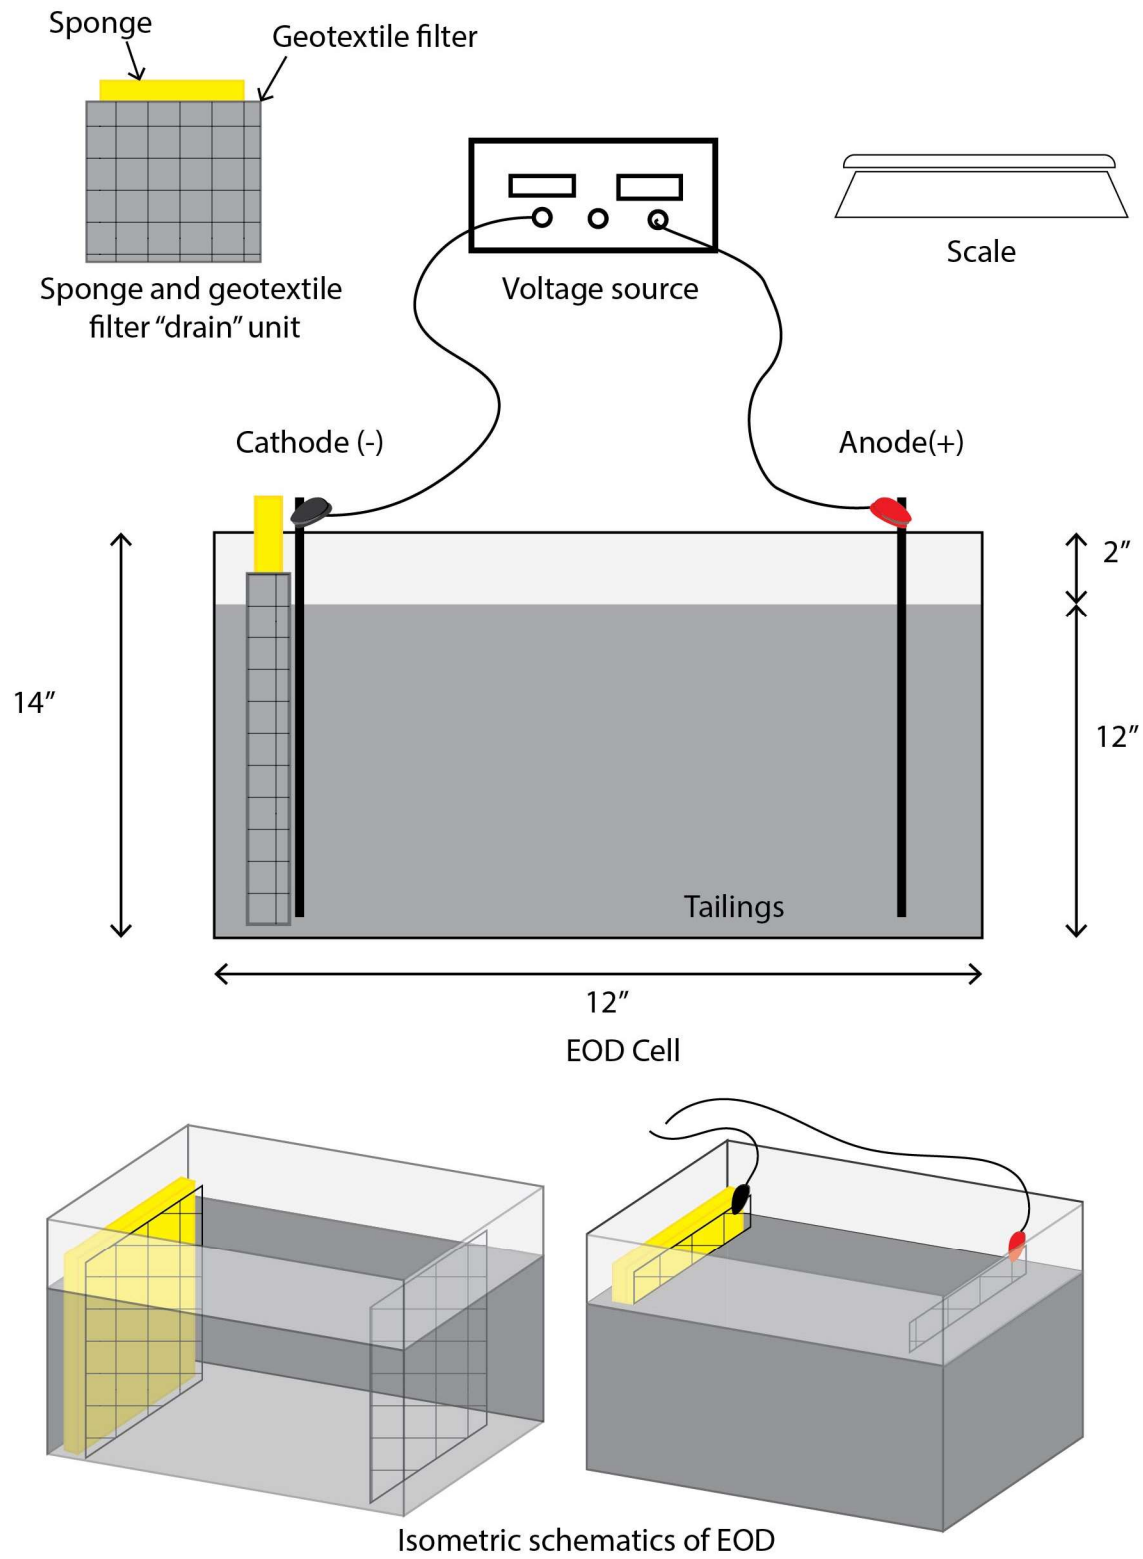 Sponge
Geotextile filter
Sponge and geotextile
filter “drain” unit
Voltage source
Scale
Cathode (-)
Anode(+)
2”
14”
12”
Tailings
12”
EOD Cell
Isometric schematics of EOD